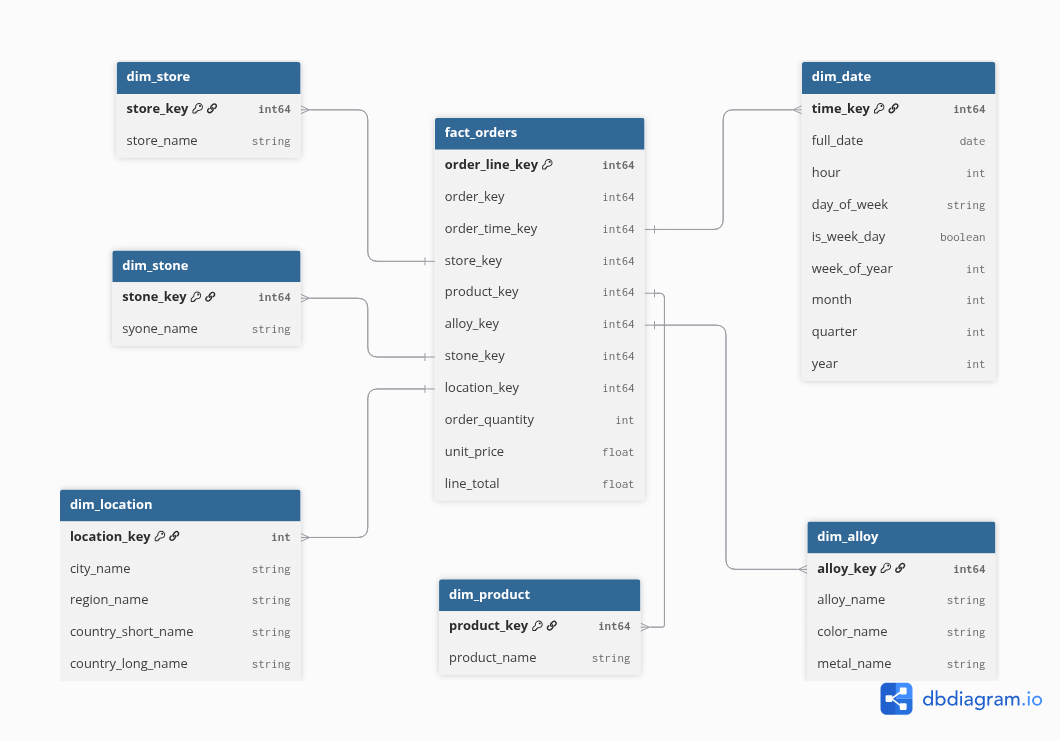 dim_store
store_key int64
store_name string
dim_stone
stone_key int64
syone_name string
dim_location
location_key int
city_name string
region_name string
country_short_name string
country_long_name string
fact_orders
order_line_key int64
order_key int64
order_time_key int64
store_key int64
product_key int64
alloy_key int64
stone_key int64
location_key int64
order_quantity int
unit_price float
line_total float
dim_product
product_key int64
product_name string
dim_date
time_key int64
full_date date
hour int
day_of_week string
is_week_day boolean
week_of_year int
month int
quarter int
year int
dim_alloy
alloy_key int64
alloy_name string
color_name string
metal_name string
dbdiagram.io